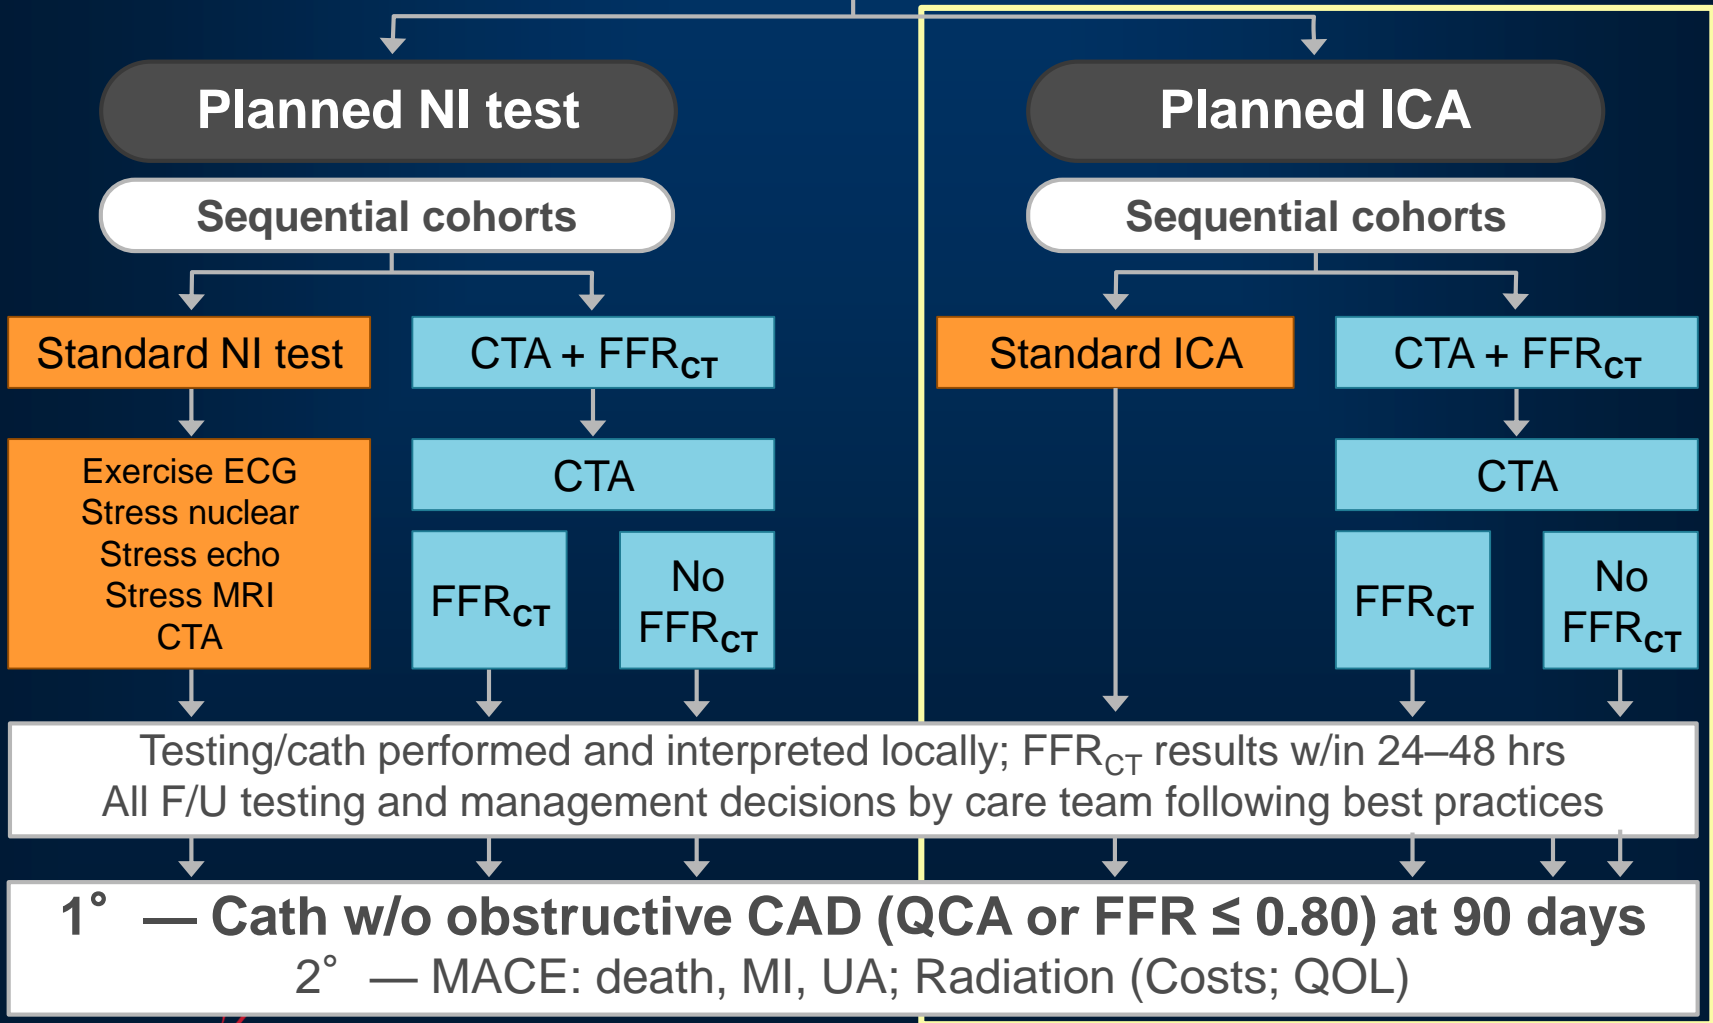 Planned NI test
Sequential cohorts
Standard NI test
CTA + FFRCT
Exercise ECG
Stress nuclear
Stress echo
Stress MRI
CTA
CTA
FFRCT
No
FFRCT
Planned ICA
Sequential cohorts
Standard ICA
CTA + FFRCT
CTA
FFRCT
No
FFRCT
Testing/cath performed and interpreted locally; FFRCT results w/in 24–48 hrs
All F/U testing and management decisions by care team following best practices
1° — Cath w/o obstructive CAD (QCA or FFR ≤ 0.80) at 90 days
2° — MACE: death, MI, UA; Radiation (Costs; QOL)